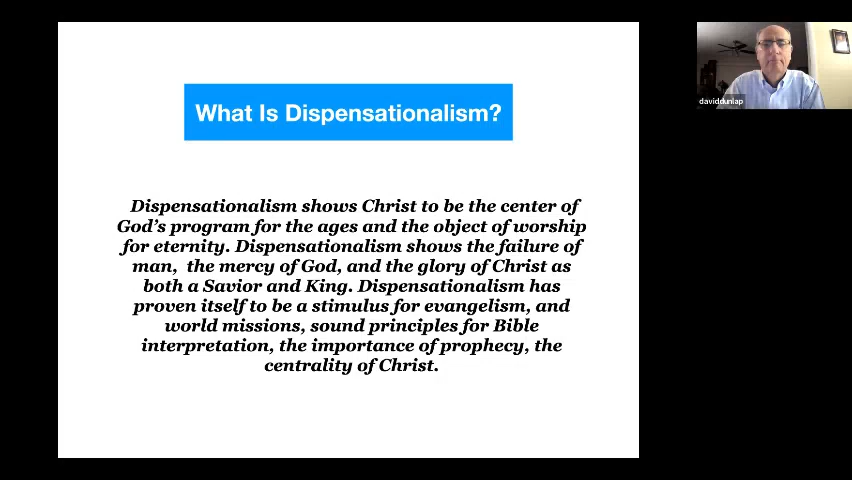 What Is Dispensationalism?
Dispensationalism shows Christ to be the center of
God's program for the ages and the object of worship
for eternity. Dispensationalism shows the failure of
man,  the mercy of God, and the glory of Christ as
both a Savior and King. Dispensationalism has
proven itself to be a stimulus for evangelism, and
world missions, sound principles for Bible
interpretation, the importance of prophecy, the
centrality of Christ.
daviddunlap